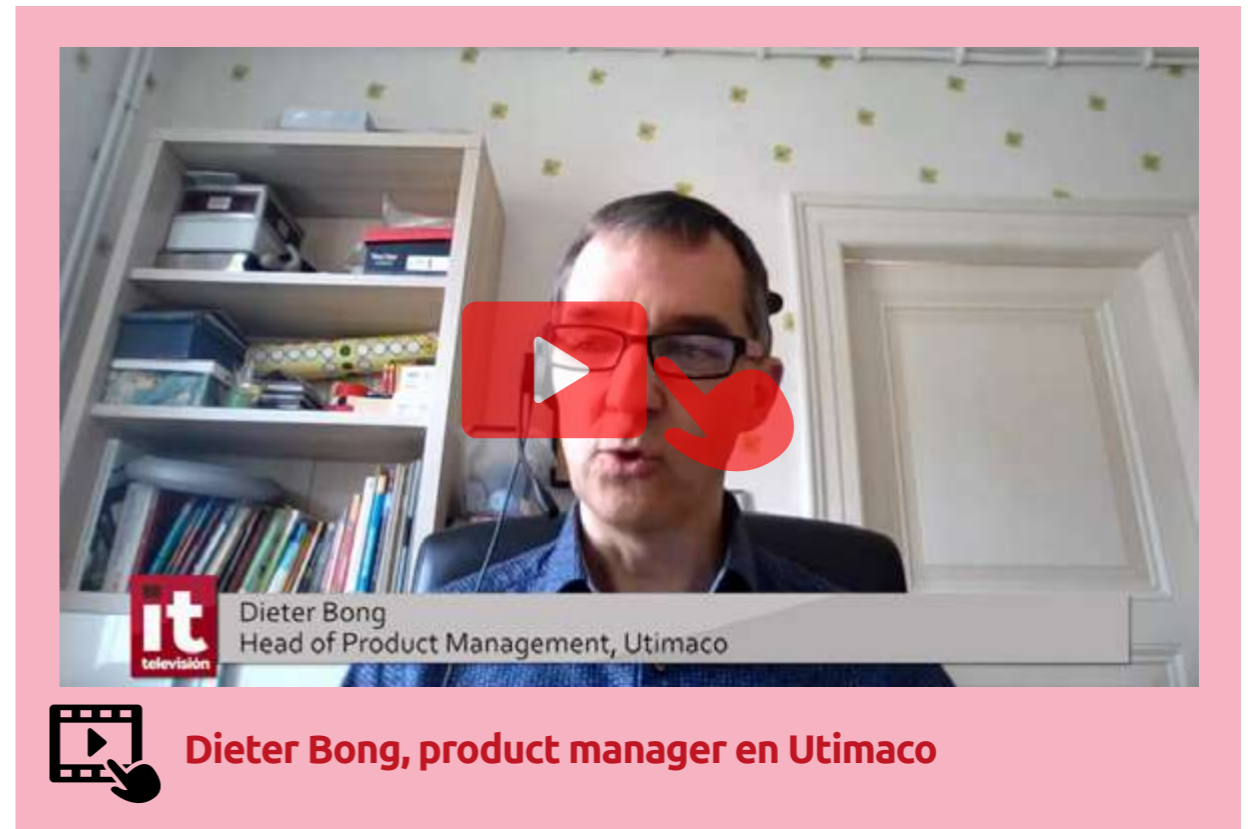 it
televisión
Dieter Bong
Head of Product Management, Utimaco
Dieter Bong, product manager en Utimaco